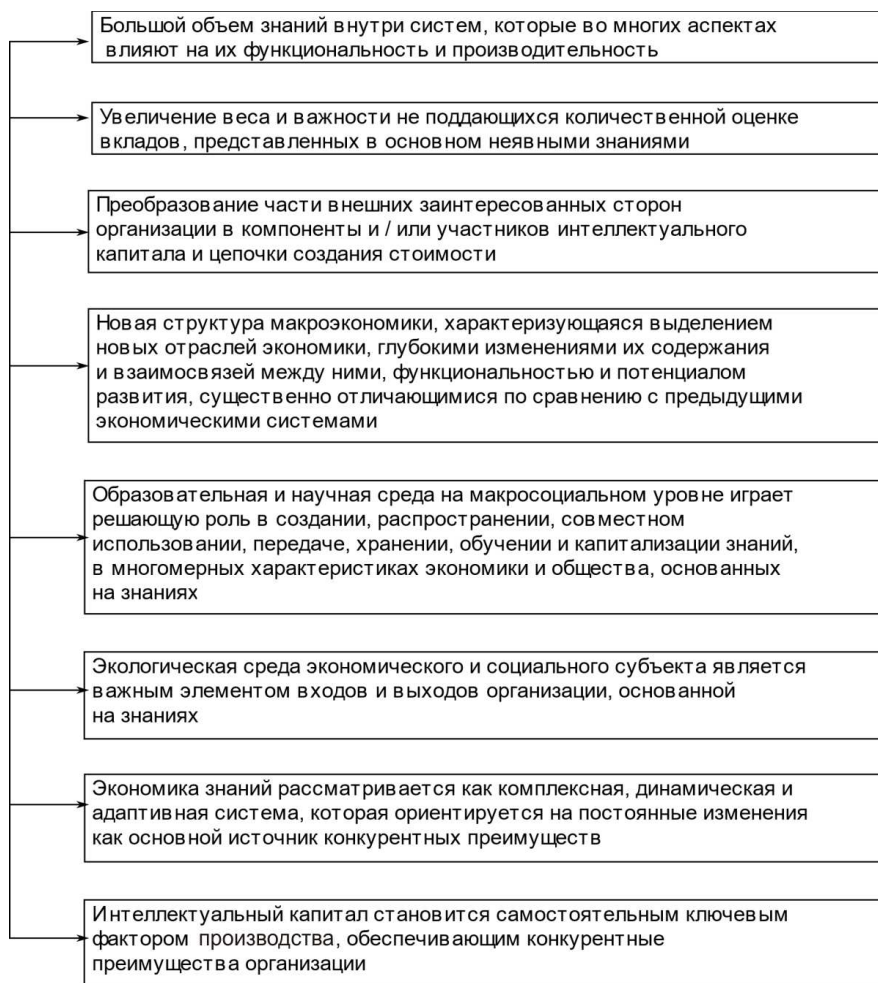 Большой объем знаний внутри систем, которые во многих аспектах
влияют на их функциональность и производительность
Увеличение веса и важности не поддающихся количественной оценке
вкладов, представленных в основном неявными знаниями
Преобразование части внешних заинтересованных сторон
организации в компоненты и / или участников интеллектуального
капитала и цепочки создания стоимости
Новая структура макроэкономики, характеризующаяся выделением
новых отраслей экономики, глубокими изменениями их содержания
и взаимосвязей между ними, функциональностью и потенциалом
развития, существенно отличающимися по сравнению с предыдущими
экономическими системами
Образовательная и научная среда на макросоциальном уровне играет
решающую роль в создании, распространении, совместном
использовании, передаче, хранении, обучении и капитализации знаний,
в многомерных характеристиках экономики и общества, основанных
на знаниях
Экологическая среда экономического и социального субъекта является
важным элементом входов и выходов организации, основанной
на знаниях
Экономика знаний рассматривается как комплексная, динамическая и
адаптивная система, которая ориентируется на постоянные изменения
как основной источник конкурентных преимуществ
Интеллектуальный капитал становится самостоятельным ключевым
фактором производства, обеспечивающим конкурентные
преимущества организации